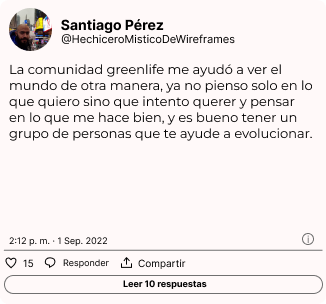 Santiago Pérez
@HechiceroMisticoDeWireframes
La comunidad greenlife me ayudó a ver el
mundo de otra manera, ya no pienso solo en lo
que quiero sino que intento querer y pensar
en lo que me hace bien, y es bueno tener un
grupo de personas que te ayude a evolucionar.
2:12 p. m. · 1 Sep. 2022
15 Responder Compartir
Leer 10 respuestas